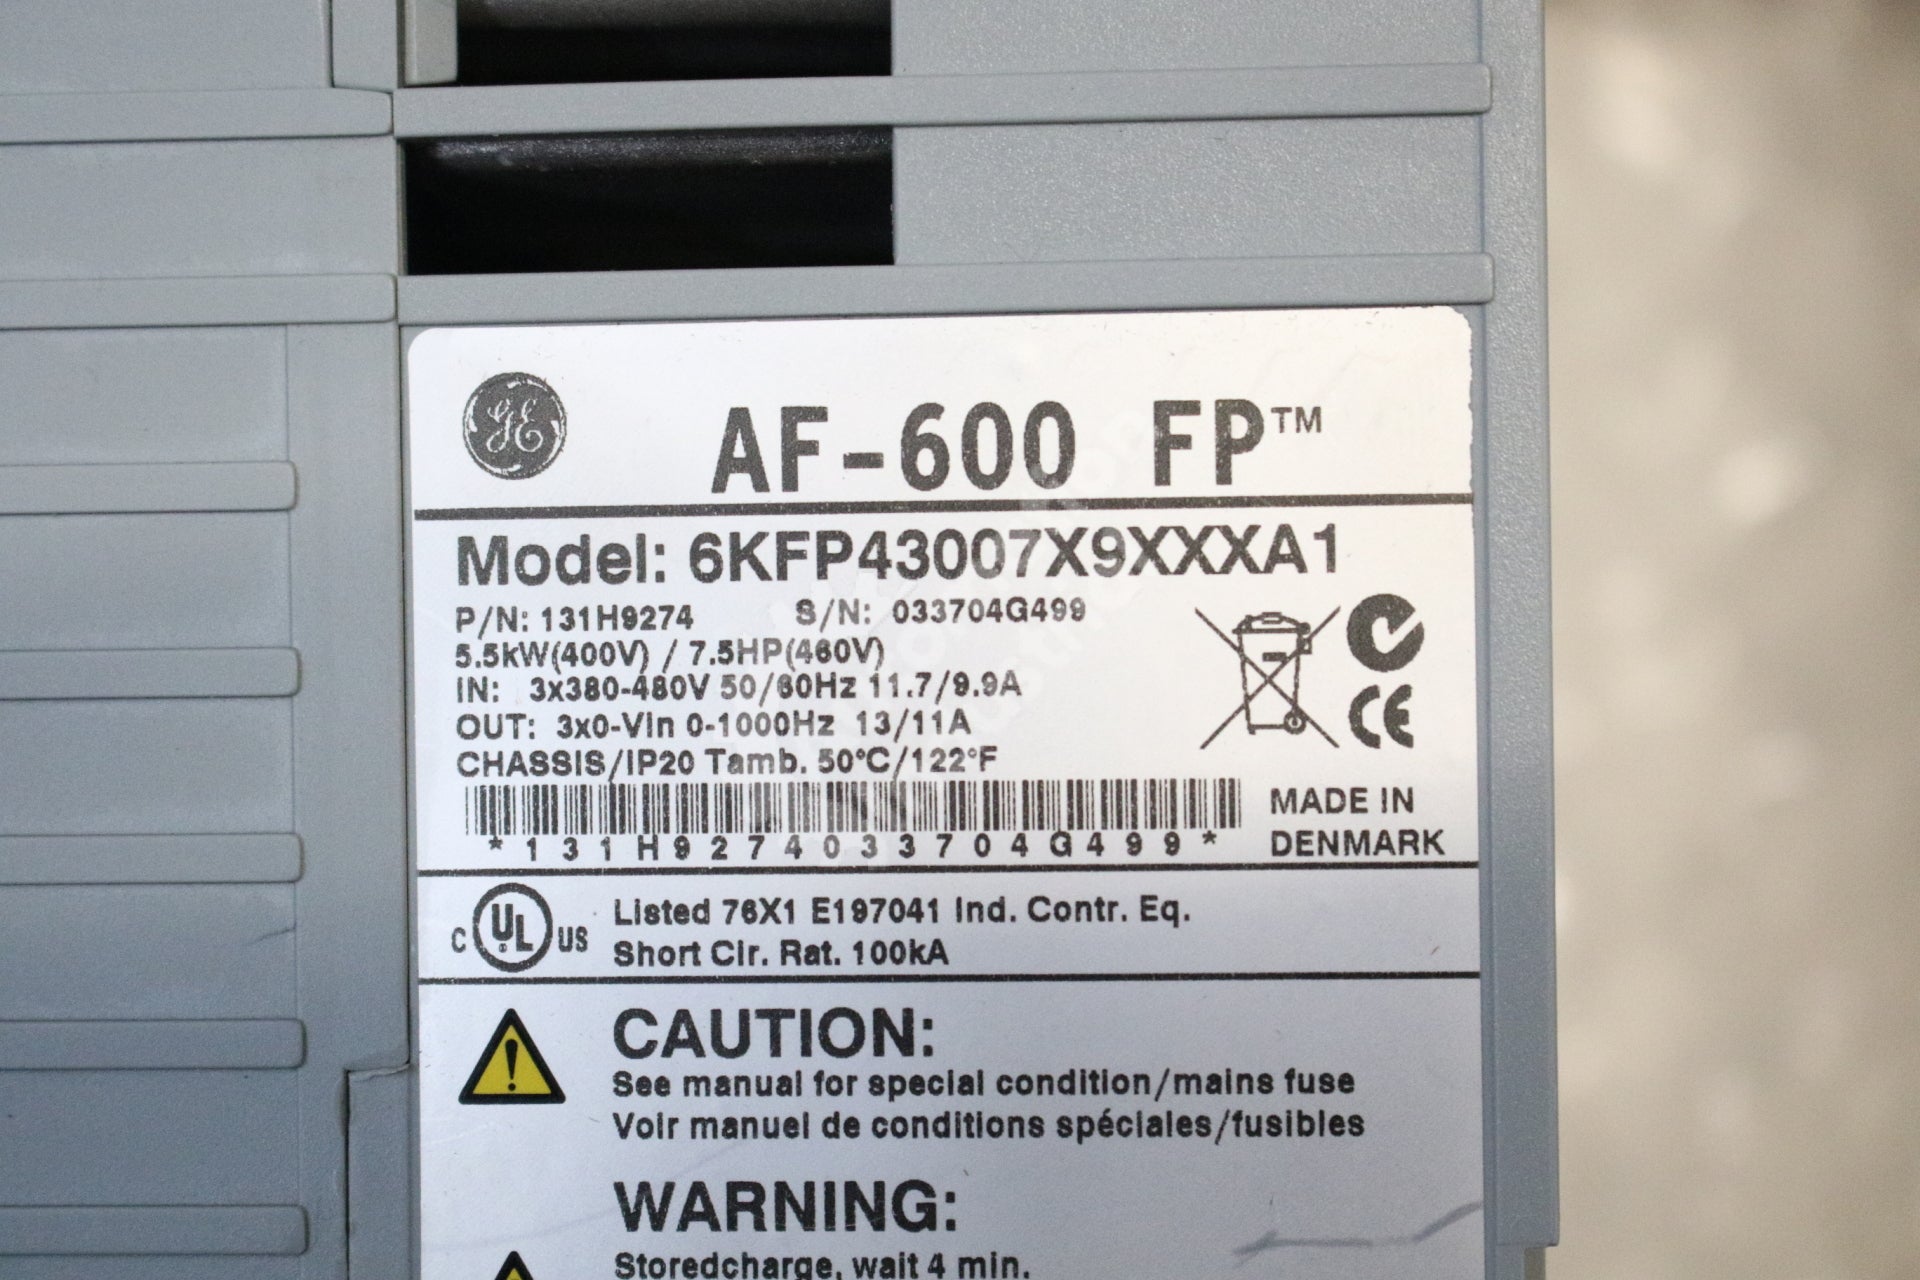 GE
AF-600 FP™
Model: 6KFP43007X9XXXA1
P/N: 131H9274 S/N: 033704G499
5.5kW(400V) / 7.5HP(460V)
IN: 3x380-480V 50/60Hz 11.7/9.9A
OUT: 3x0-Vin 0-1000Hz 13/11A
CHASSIS/IP20 Tamb. 50°C/122°F
*131H9274033704G499*
MADE IN
DENMARK
CE
C UL US
Listed 76X1 E197041 Ind. Contr. Eq.
Short Cir. Rat. 100kA
CAUTION:
See manual for special condition/mains fuse
Voir manuel de conditions spéciales/fusibles
WARNING:
Storedcharge, wait 4 min.